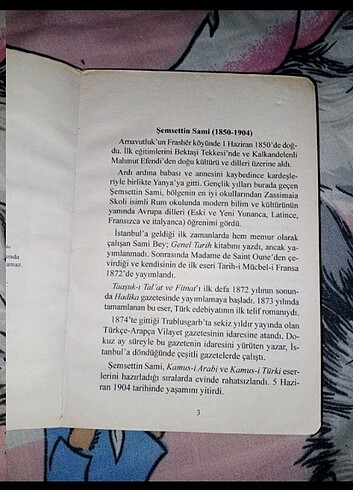 Şemsettin Sami (1850-1904)
Arnavutluk'un Frashër köyünde 1 Haziran 1850'de doğ-
du. İlk eğitimlerini Bektaşi Tekkesi'nde ve Kalkandelenli
Mahmut Efendi'den doğu kültürü ve dilleri üzerine aldı.
Ardı ardına babası ve annesini kaybedince kardeşle-
riyle birlikte Yanya'ya gitti. Gençlik yılları burada geçen
Şemsettin Sami, bölgenin en iyi okullarından Zassimaia
Skoli isimli Rum okulunda modern bilim ve kültürünün
yanında Avrupa dilleri (Eski ve Yeni Yunanca, Latince,
Fransızca ve italyanca) öğrenimi gördü.
İstanbul'a geldiği ilk zamanlarda hem memur olarak
çalışan Sami Bey; Genel Tarih kitabını yazdı, ancak ya-
yımlanmadı. Sonrasında Madame de Saint Oune'den çe-
virdiği ve kendisinin de ilk eseri Tarih-i Mücbel-i Fransa
1872'de yayımlandı.
Taaşuk-ı Tal'at ve Fitnat'ı ilk defa 1872 yılının sonun-
da Hadika gazetesinde yayımlamaya başladı. 1873 yılında
tamamlanan bu eser, Türk edebiyatının ilk telif romanıydı.
1874'te gittiği Trablusgarb'ta sekiz yıldır yayında olan
Türkçe-Arapça Vilayet gazetesinin idaresine atandı. Do-
kuz ay süreyle bu gazetenin idaresini yürüten yazar, İs-
tanbul'a döndüğünde çeşitli gazetelerde çalıştı.
Şemsettin Sami, Kamus-i Arabi ve Kamus-i Türki eser-
lerini hazırladığı sıralarda evinde rahatsızlandı. 5 Hazi-
ran 1904 tarihinde yaşamını yitirdi.
3